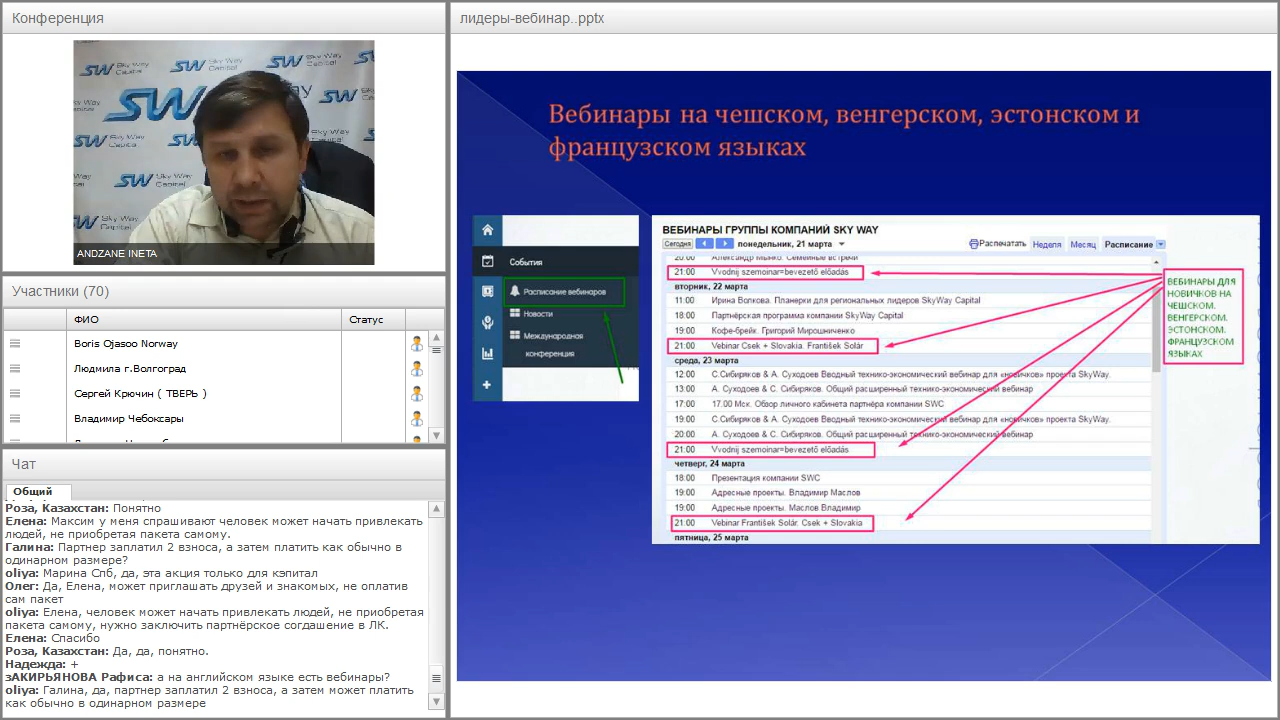 Конференция
SW Sky Way Capital
ANDZANE INETA
Участники (70)
ФИО
Статус
Boris Ojasoo Norway
Людмила г.Волгоград
Сергей Крючин ( ТВЕРЬ )
Владимир Чебонары
Чат
Общий
Роза, Казахстан: Понятно
Елена: Максим у меня спрашивал человек может начать привлекать
людей, не приобретая пакета самому.
Галина: Партнер заплатил 2 взноса, а затем платить как обычно в
одинарном размере?
oliya: Марина Спб, да, эта акция только для кэпитал
Олег: Да, Елена, может приглашать друзей и знакомых, не оплатив
сам пакет
oliya: Елена, человек может начать привлекать людей, не приобретая
пакета самому, нужно заключить партнёрское согдашение в ЛК.
Елена: Спасибо
Роза, Казахстан: Да, да, понятно.
Надежда: +
зАКИРЬЯНОВА Рафиса: а на английском языке есть вебинары?
oliya: Галина, да, партнер заплатил 2 взноса, а затем может платить
как обычно в одинарном размере
лидеры-вебинар..pptx
Вебинары на чешском, венгерском, эстонском и
французском языках
События
Расписание вебинаров
Новости
Международная
конференция
ВЕБИНАРЫ ГРУППЫ КОМПАНИЙ SKY WAY
Сегодня
понедельник, 21 марта
Распечатать
Неделя
Месяц
Расписание
20:00 Александр Мынко. Семейные встречи
21:00 Vvodnij szemoinar=bevezető előadás
вторник, 22 марта
11:00 Ирина Волкова. Планерки для региональных лидеров SkyWay Capital
18:00 Партнёрская программа компании SkyWay Capital
19:00 Кофе-брейк. Григорий Мирошниченко
21:00 Vebinar Csek + Slovakia. František Solár
среда, 23 марта
12:00 С.Сибиряков & А. Суходоев Вводный технико-экономический вебинар для «новичков» проекта SkyWay.
13:00 А. Суходоев & С. Сибиряков. Общий расширенный технико-экономический вебинар
17:00 17.00 Мск. Обзор личного кабинета партнёра компании SWC
19:00 С.Сибиряков & А. Суходоев Вводный технико-экономический вебинар для «новичков» проекта SkyWay.
20:00 А. Суходоев & С. Сибиряков. Общий расширенный технико-экономический вебинар
21:00 Vvodnij szemoinar=bevezető előadás
четверг, 24 марта
18:00 Презентация компании SWC
19:00 Адресные проекты. Владимир Маслов
19:00 Адресные проекты. Маслов Владимир
21:00 Vebinar František Solár. Csek + Slovakia
пятница, 25 марта
ВЕБИНАРЫ ДЛЯ
НОВИЧКОВ НА
ЧЕШСКОМ.
ВЕНГЕРСКОМ.
ЭСТОНСКОМ.
ФРАНЦУЗСКОМ
ЯЗЫКАХ